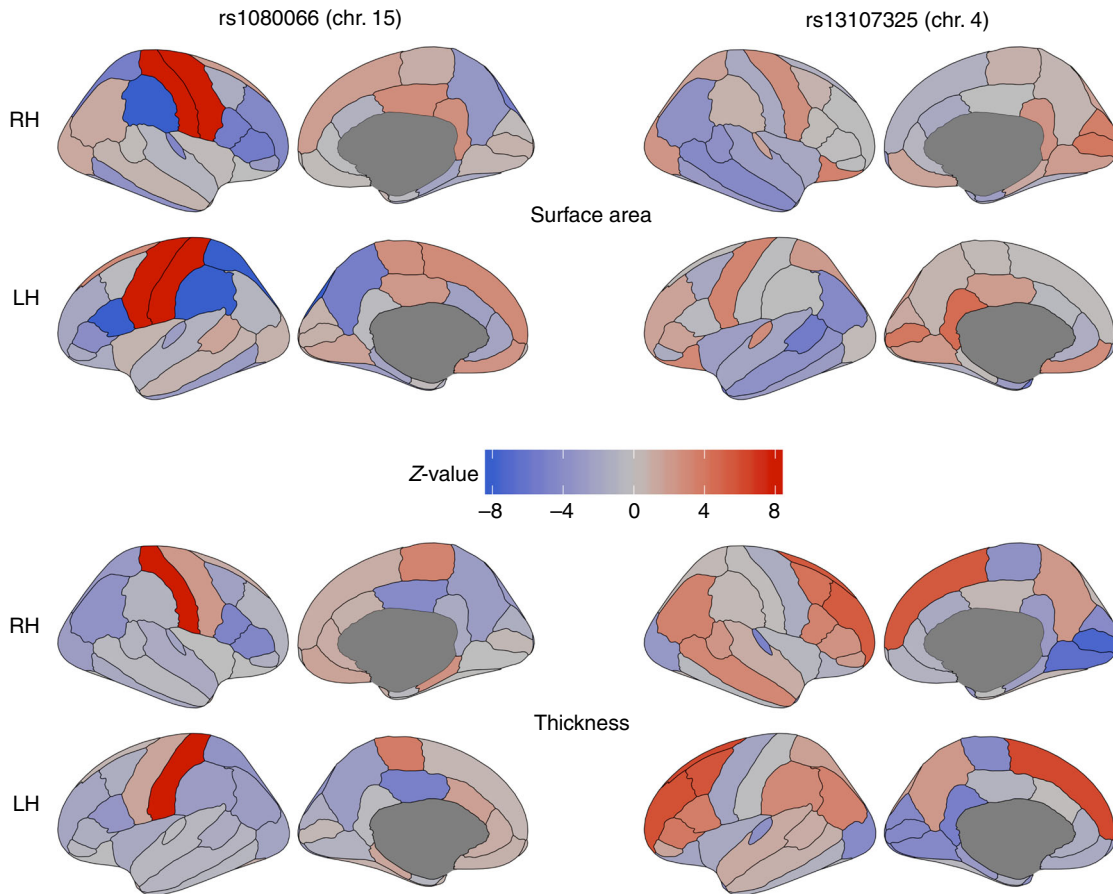 rs1080066 (chr. 15)
rs13107325 (chr. 4)
RH
Surface area
LH
Z-value
–8
–4
0
4
8
RH
Thickness
LH